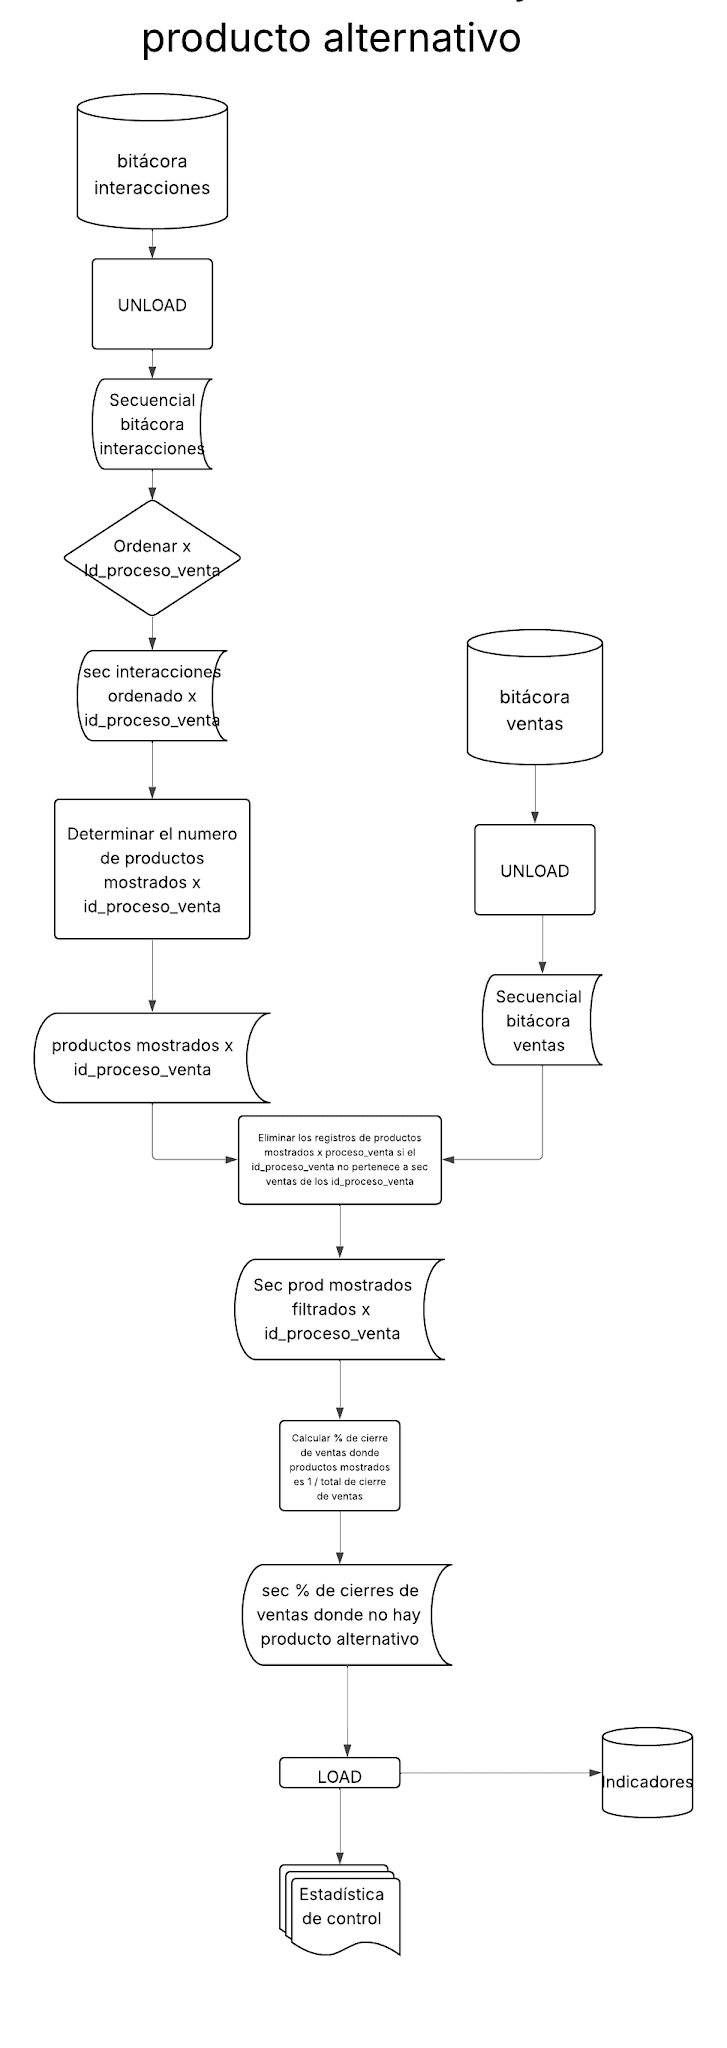 producto alternativo
bitácora
interacciones
UNLOAD
Secuencial
bitácora
interacciones
Ordenar x
Id_proceso_venta
sec interacciones
ordenado x
id_proceso_venta
bitácora
ventas
Determinar el numero
de productos
mostrados x
id_proceso_venta
UNLOAD
Secuencial
bitácora
ventas
productos mostrados x
id_proceso_venta
Eliminar los registros de productos
mostrados x proceso_venta si el
id_proceso_venta no pertenece a sec
ventas de los id_proceso_venta
Sec prod mostrados
filtrados x
id_proceso_venta
Calcular % de cierre
de ventas donde
productos mostrados
es 1 / total de cierre
de ventas
sec % de cierres de
ventas donde no hay
producto alternativo
LOAD
Indicadores
Estadística
de control